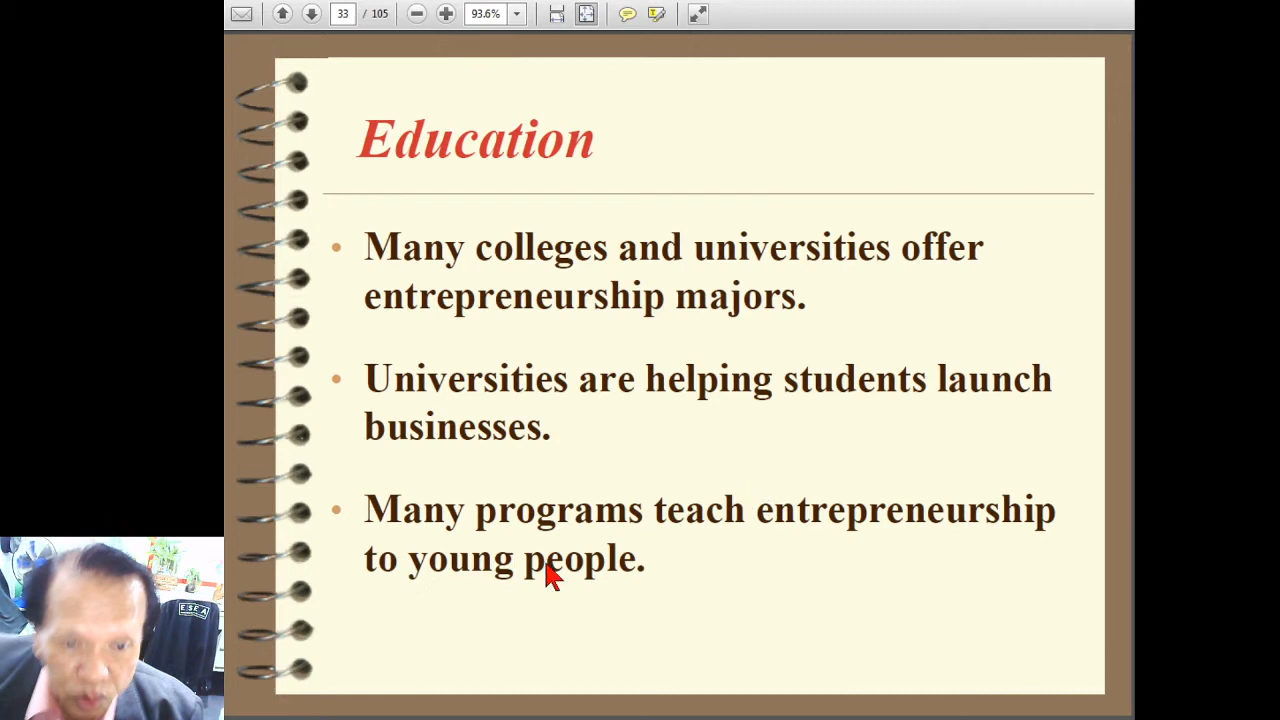 33 / 105 93.6%
Education
• Many colleges and universities offer
entrepreneurship majors.
• Universities are helping students launch
businesses.
• Many programs teach entrepreneurship
to young people.
ESEA